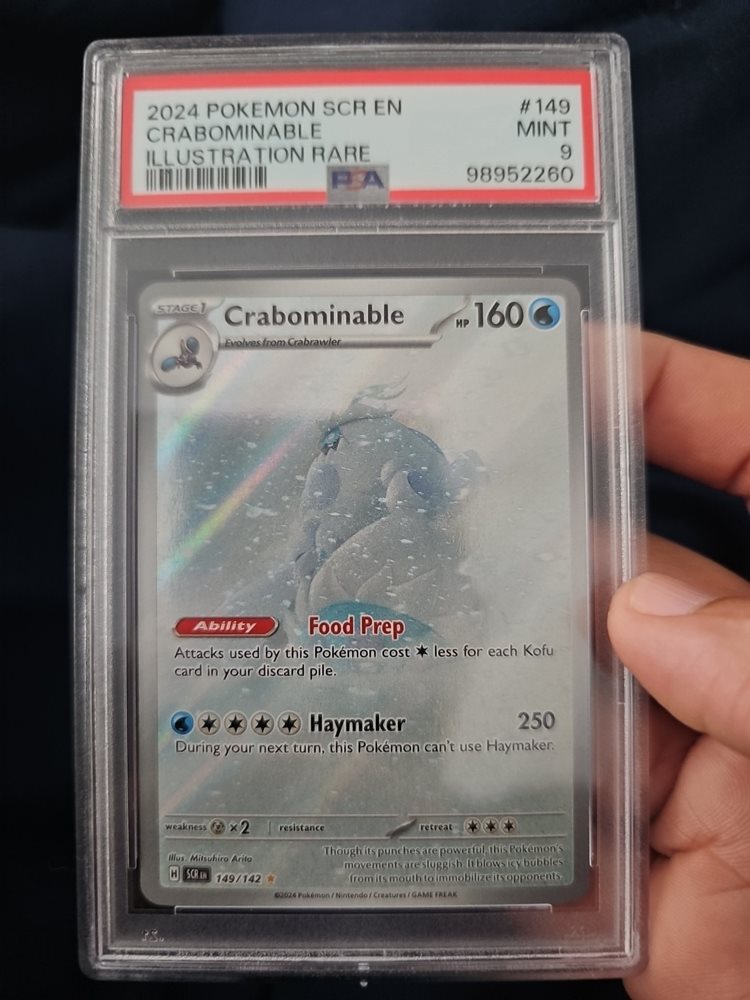 2024 POKEMON SCR EN #149
CRABOMINABLE MINT
ILLUSTRATION RARE 9
PSA 98952260
STAGE 1 Crabominable HP 160
Evolves from Crabrawler
Ability Food Prep
Attacks used by this Pokémon cost less for each Kofu
card in your discard pile.
Haymaker 250
During your next turn, this Pokémon can't use Haymaker.
weakness ×2 resistance retreat
Illus. Mitsuhiro Arita
Though its punches are powerful, this Pokémon's
movements are sluggish. It blows icy bubbles
from its mouth to immobilize its opponents.
H SCR EN 149/142
©2024 Pokémon / Nintendo / Creatures / GAME FREAK